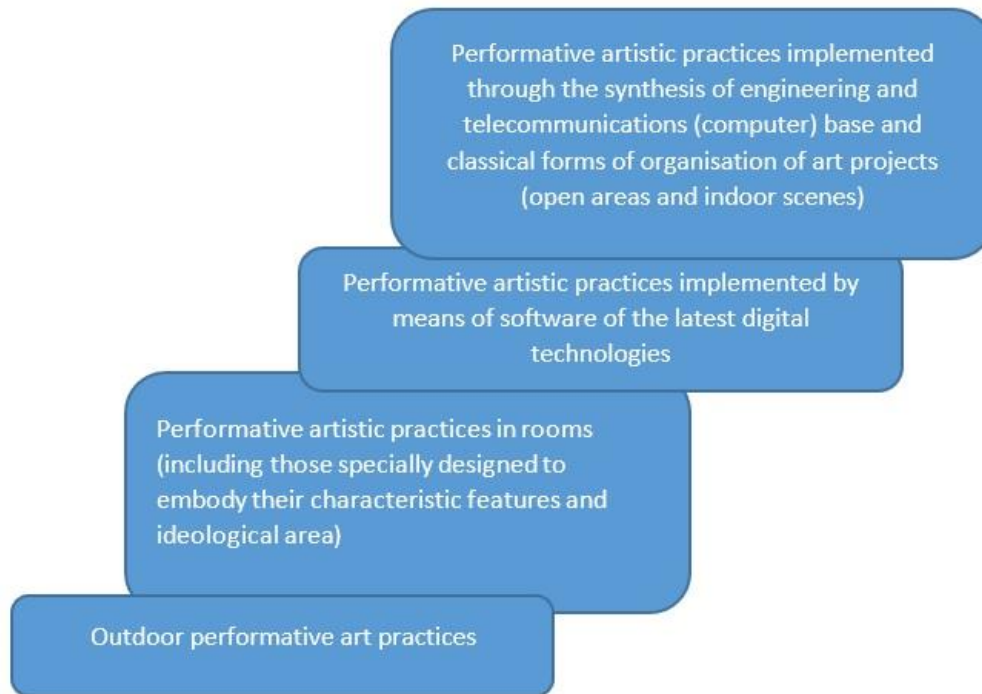 Performative artistic practices implemented
through the synthesis of engineering and
telecommunications (computer) base and
classical forms of organisation of art projects
(open areas and indoor scenes)
Performative artistic practices implemented by
means of software of the latest digital
technologies
Performative artistic practices in rooms
(including those specially designed to
embody their characteristic features and
ideological area)
Outdoor performative art practices